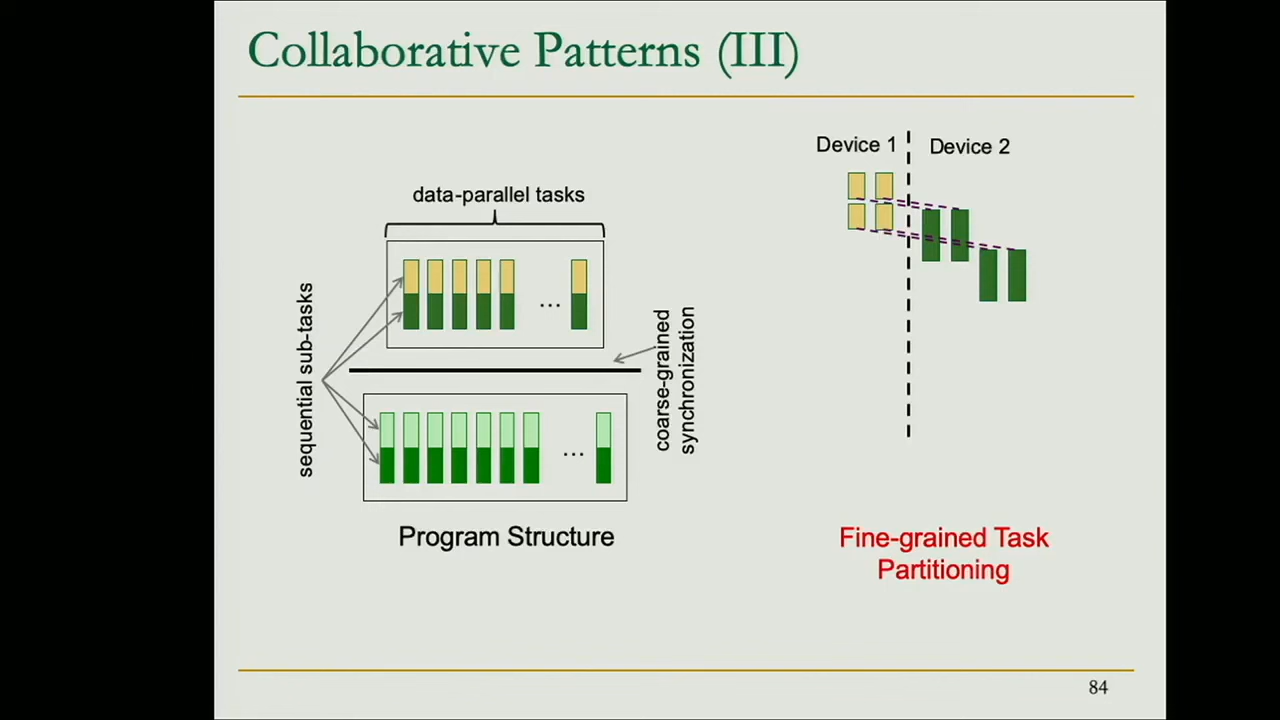 Collaborative Patterns (III)
Device 1
Device 2
data-parallel tasks
sequential sub-tasks
...
coarse-grained
synchronization
...
Program Structure
Fine-grained Task
Partitioning
84